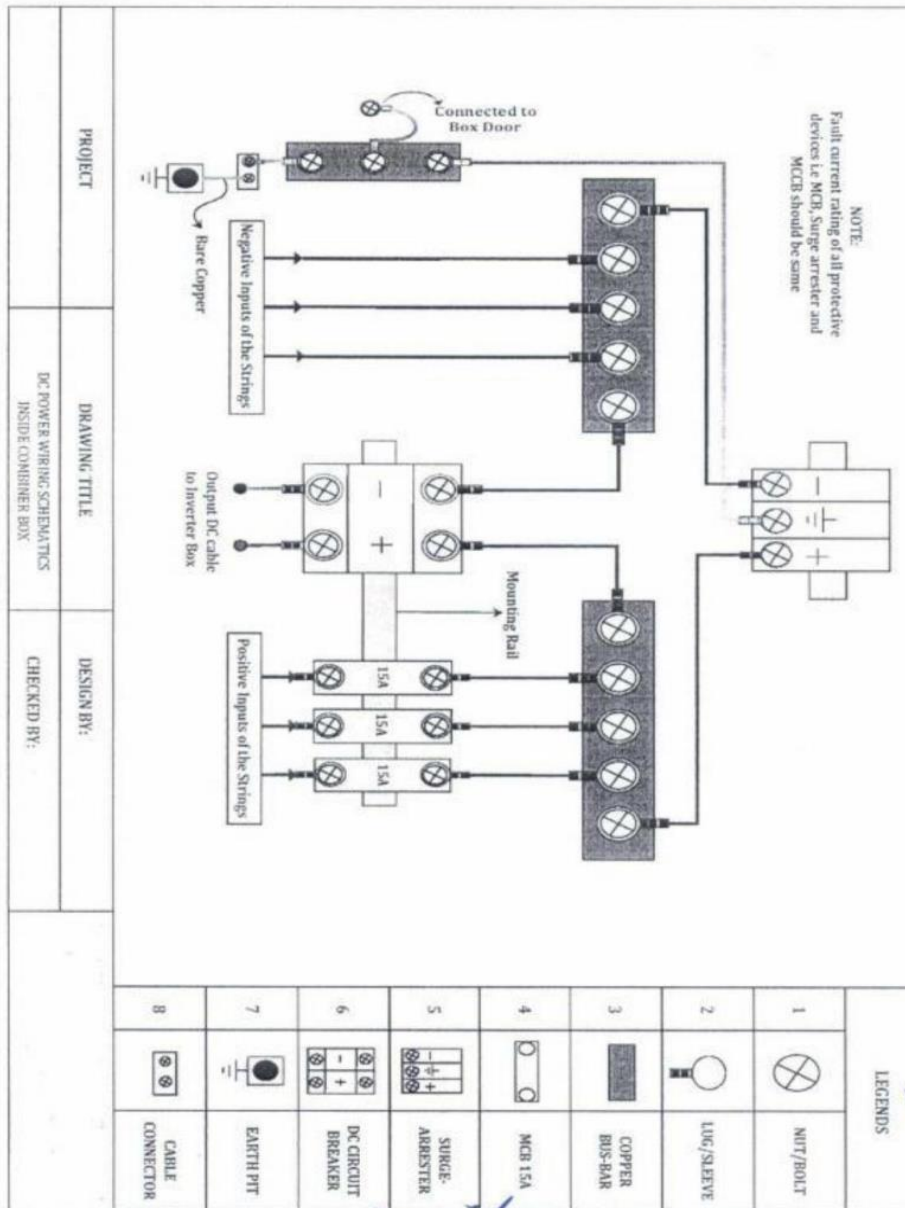 NOTE:
Fault current rating of all protective
devices i.e MCB, Surge arrester and
MCCB should be same
Connected to
Box Door
Bare Copper
Negative Inputs of the Strings
Output DC cable
to Inverter Box
Mounting Rail
Positive Inputs of the Strings
15A
15A
15A
−
+
−
+
LEGENDS
1
NUT/BOLT
2
LUG/SLEEVE
3
COPPER
BUS-BAR
4
MCB 15A
5
− +
SURGE-
ARRESTER
6
− +
DC CIRCUIT
BREAKER
7
EARTH PIT
8
CABLE
CONNECTOR
PROJECT
DRAWING TITLE
DC POWER WIRING SCHEMATICS
INSIDE COMBINER BOX
DESIGN BY:
CHECKED BY: